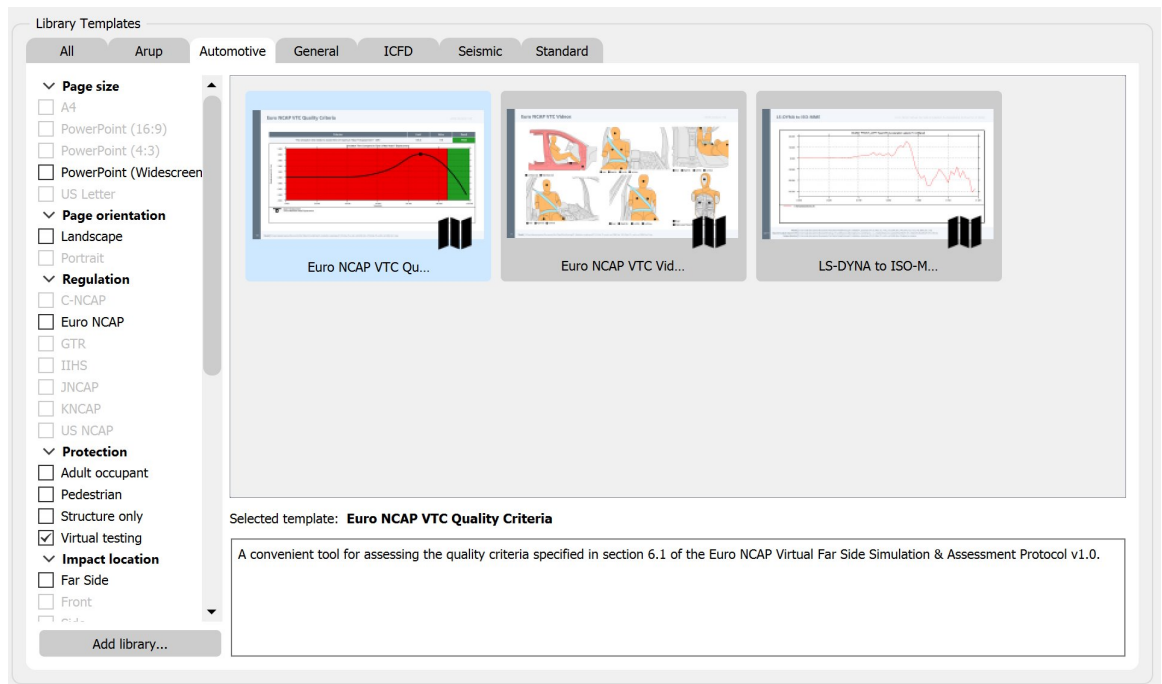 Library Templates
All Arup Automotive General ICFD Seismic Standard
Page size
A4
PowerPoint (16:9)
PowerPoint (4:3)
PowerPoint (Widescreen
US Letter
Page orientation
Landscape
Portrait
Regulation
C-NCAP
Euro NCAP
GTR
IIHS
JNCAP
KNCAP
US NCAP
Protection
Adult occupant
Pedestrian
Structure only
Virtual testing
Impact location
Far Side
Front
Add library...
Euro NCAP VTC Quality Criteria
Euro NCAP VTC Qu...
Euro NCAP VTC Videos
Euro NCAP VTC Vid...
LS-DYNA to ISO-MME
LS-DYNA to ISO-M...
Selected template: Euro NCAP VTC Quality Criteria
A convenient tool for assessing the quality criteria specified in section 6.1 of the Euro NCAP Virtual Far Side Simulation & Assessment Protocol v1.0.